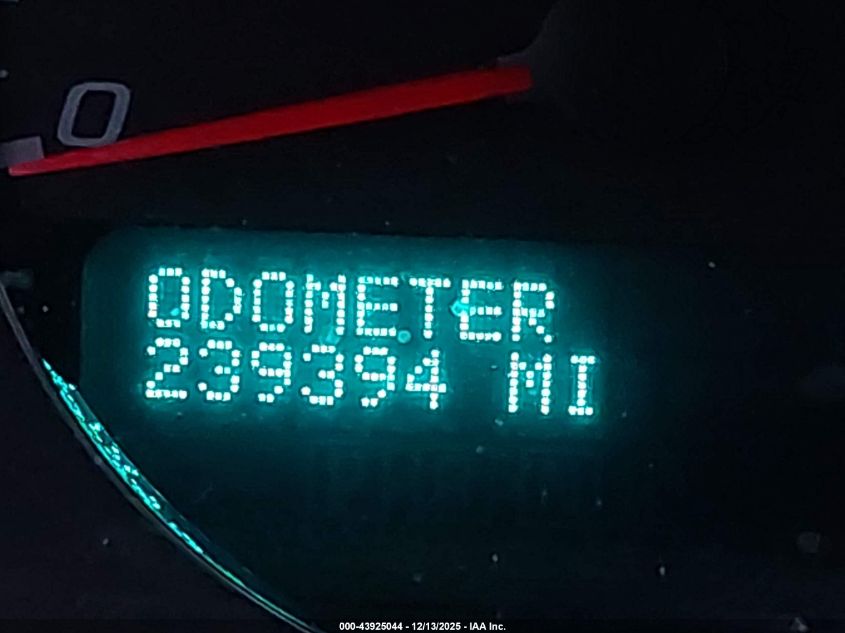 0
ODOMETER
239394 MI
000-43925044 - 12/13/2025 - IAA Inc.